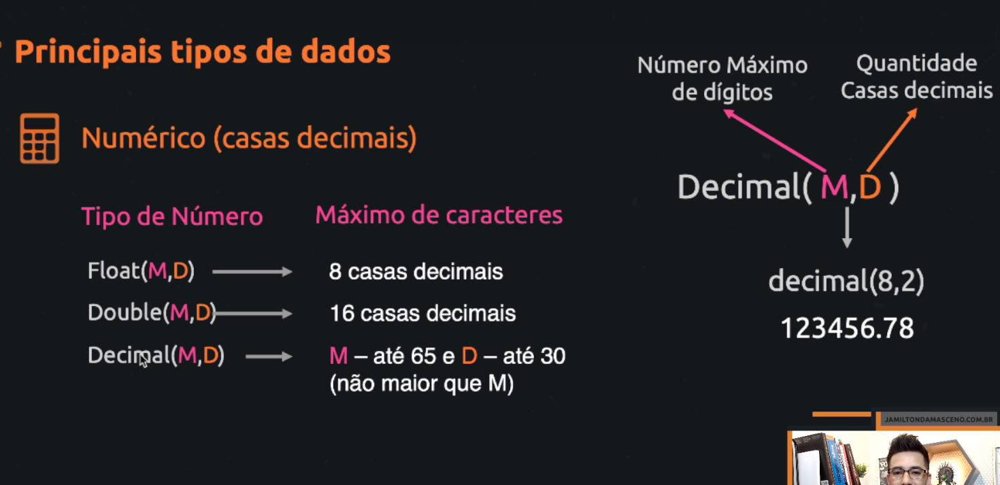 Principais tipos de dados
Numérico (casas decimais)
Tipo de Número
Máximo de caracteres
Float(M,D)
8 casas decimais
Double(M,D)
16 casas decimais
Decimal(M,D)
M – até 65 e D – até 30
(não maior que M)
Número Máximo
de dígitos
Quantidade
Casas decimais
Decimal( M,D )
decimal(8,2)
123456.78
JAMILTONDAMASCENO.COM.BR